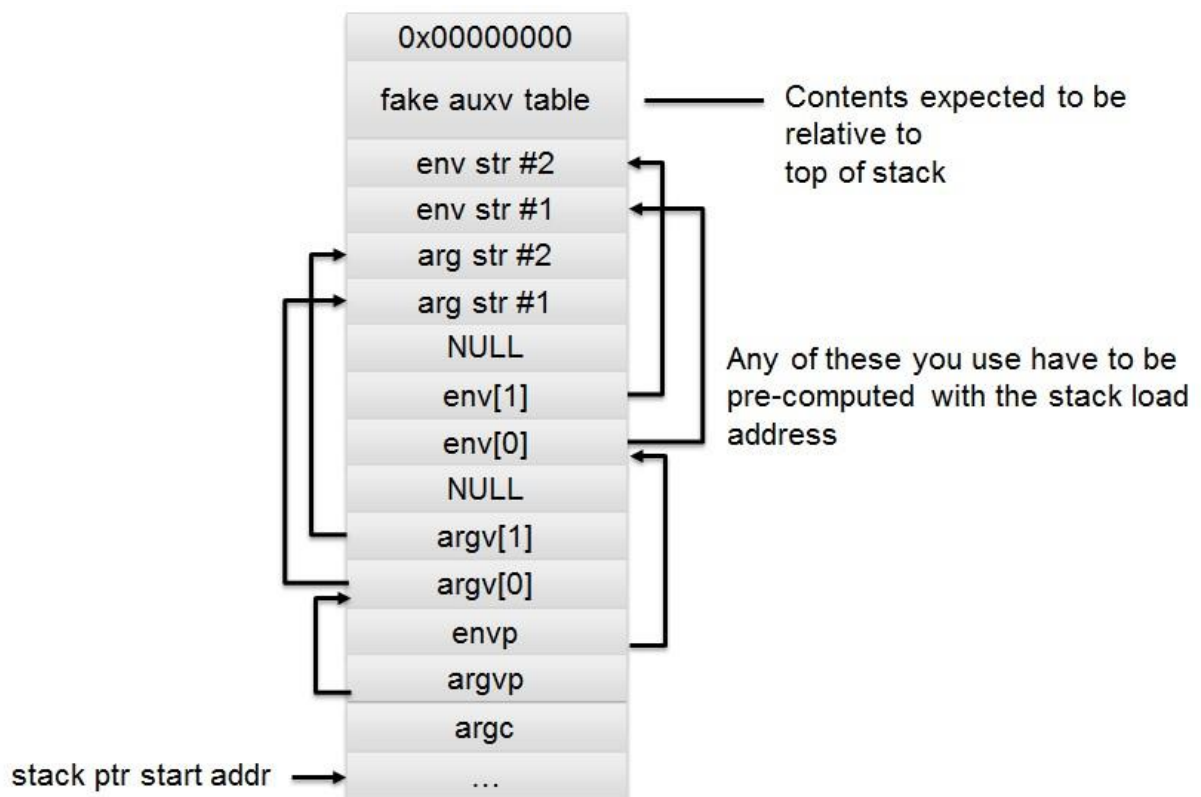 0x00000000
fake auxv table
Contents expected to be
relative to
top of stack
env str #2
env str #1
arg str #2
arg str #1
NULL
Any of these you use have to be
pre-computed with the stack load
address
env[1]
env[0]
NULL
argv[1]
argv[0]
envp
argvp
argc
stack ptr start addr
...